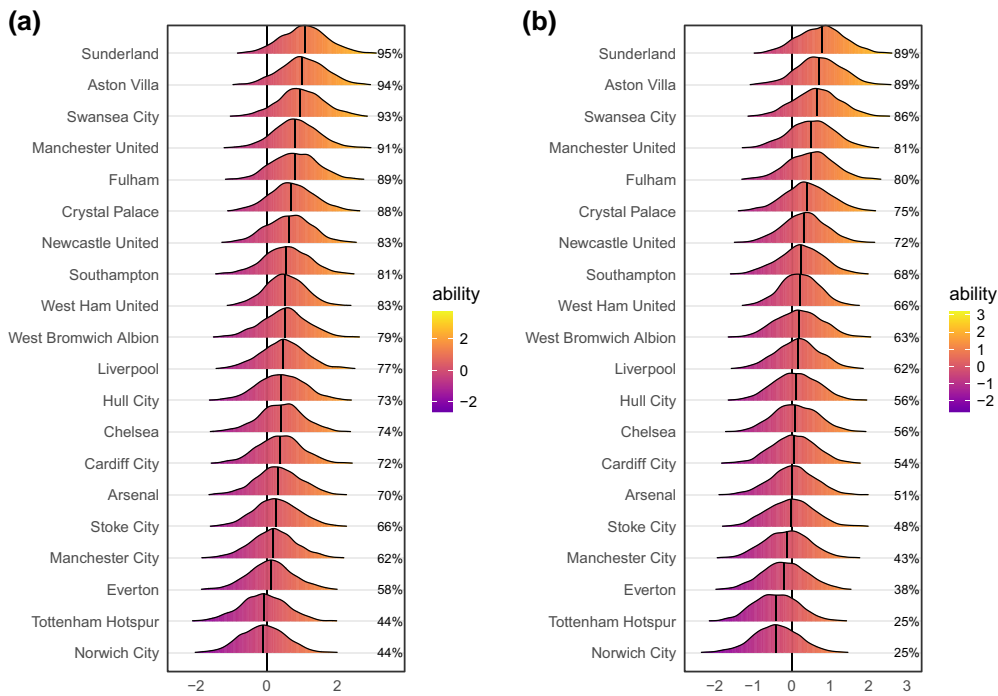 (a)
Sunderland 95%
Aston Villa 94%
Swansea City 93%
Manchester United 91%
Fulham 89%
Crystal Palace 88%
Newcastle United 83%
Southampton 81%
West Ham United 83%
West Bromwich Albion 79%
Liverpool 77%
Hull City 73%
Chelsea 74%
Cardiff City 72%
Arsenal 70%
Stoke City 66%
Manchester City 62%
Everton 58%
Tottenham Hotspur 44%
Norwich City 44%
−2 0 2
ability
2
0
−2
(b)
Sunderland 89%
Aston Villa 89%
Swansea City 86%
Manchester United 81%
Fulham 80%
Crystal Palace 75%
Newcastle United 72%
Southampton 68%
West Ham United 66%
West Bromwich Albion 63%
Liverpool 62%
Hull City 56%
Chelsea 56%
Cardiff City 54%
Arsenal 51%
Stoke City 48%
Manchester City 43%
Everton 38%
Tottenham Hotspur 25%
Norwich City 25%
−2 −1 0 1 2 3
ability
3
2
1
0
−1
−2